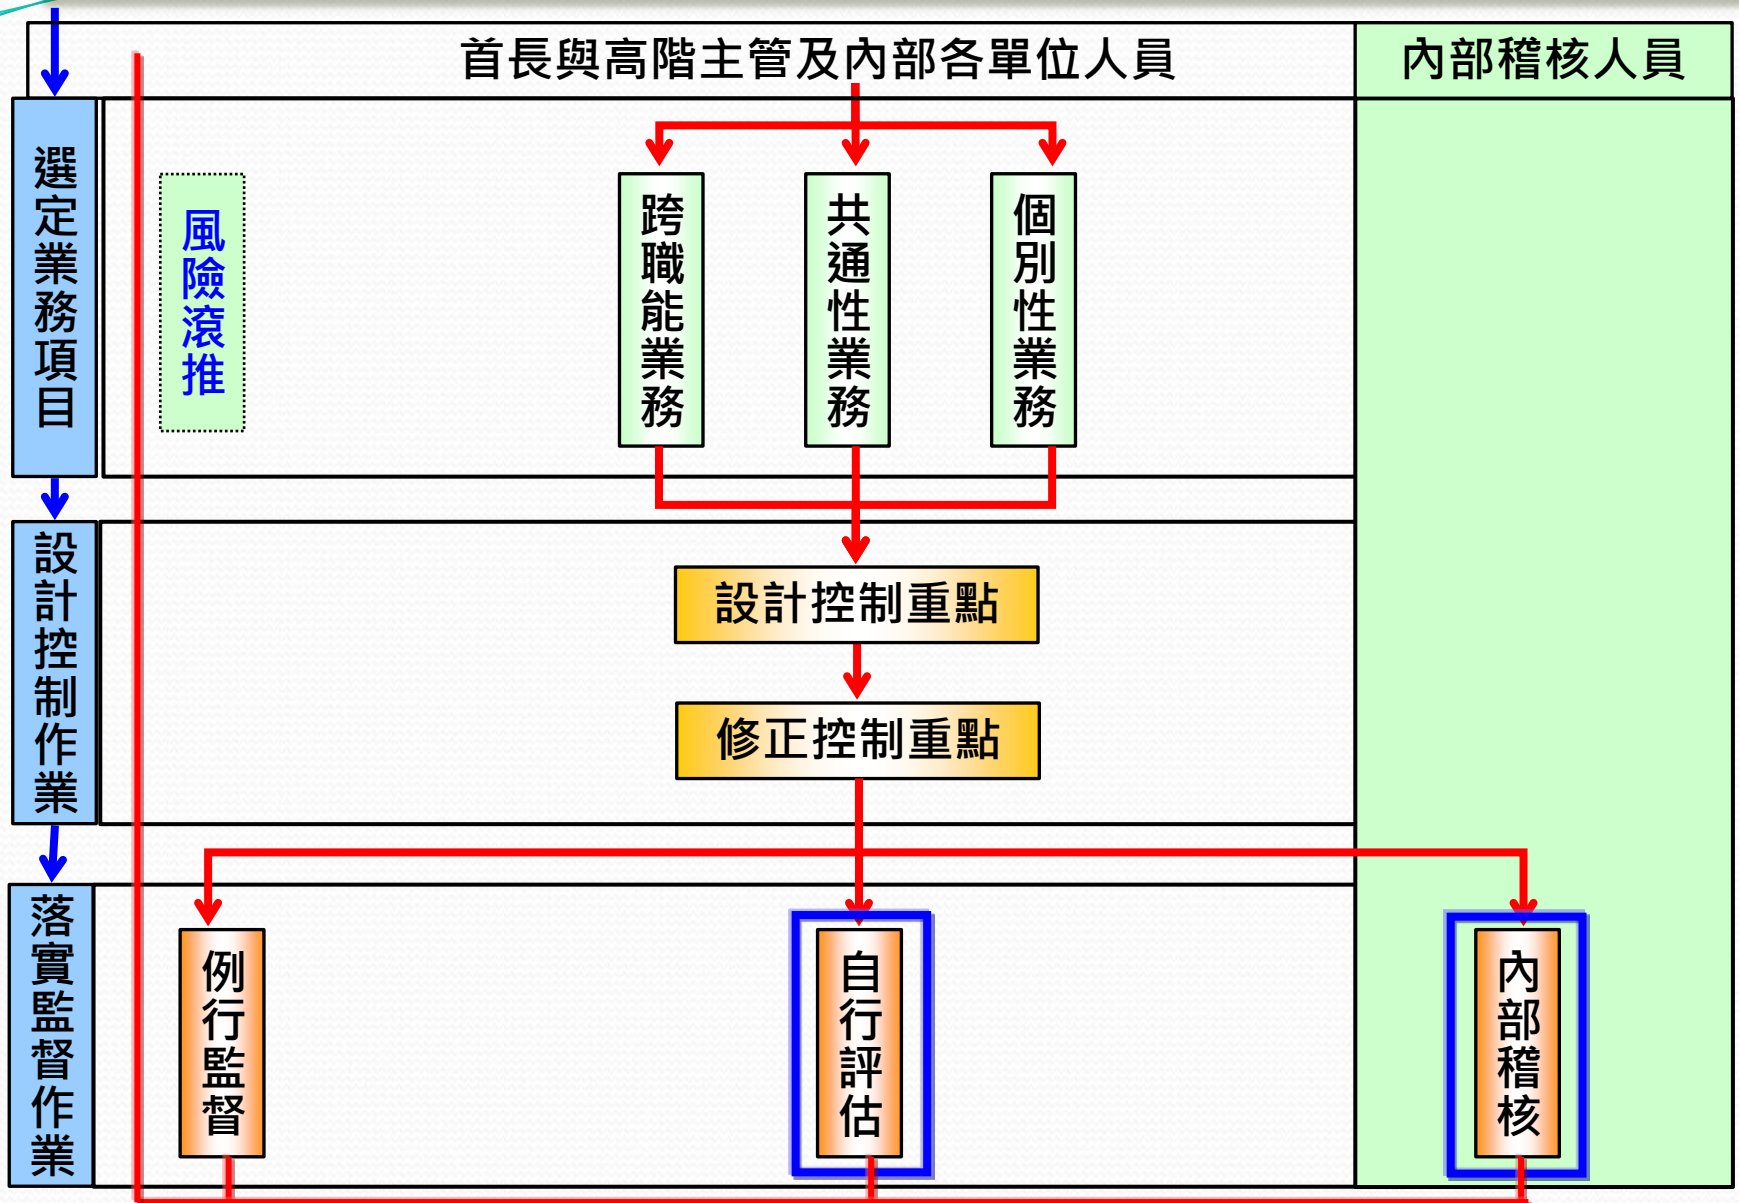 首長與高階主管及內部各單位人員
內部稽核人員
選定業務項目
風險滾推
跨職能業務
共通性業務
個別性業務
設計控制作業
設計控制重點
修正控制重點
落實監督作業
例行監督
自行評估
內部稽核